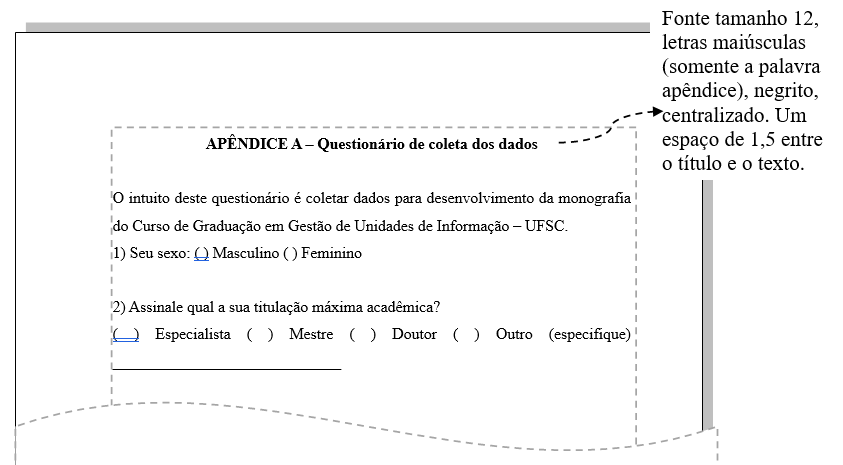 Fonte tamanho 12,
letras maiúsculas
(somente a palavra
apêndice), negrito,
centralizado. Um
espaço de 1,5 entre
o título e o texto.
APÊNDICE A – Questionário de coleta dos dados
O intuito deste questionário é coletar dados para desenvolvimento da monografia
do Curso de Graduação em Gestão de Unidades de Informação – UFSC.
1) Seu sexo: ( ) Masculino ( ) Feminino
2) Assinale qual a sua titulação máxima acadêmica?
( ) Especialista ( ) Mestre ( ) Doutor ( ) Outro (especifique)
______________________________